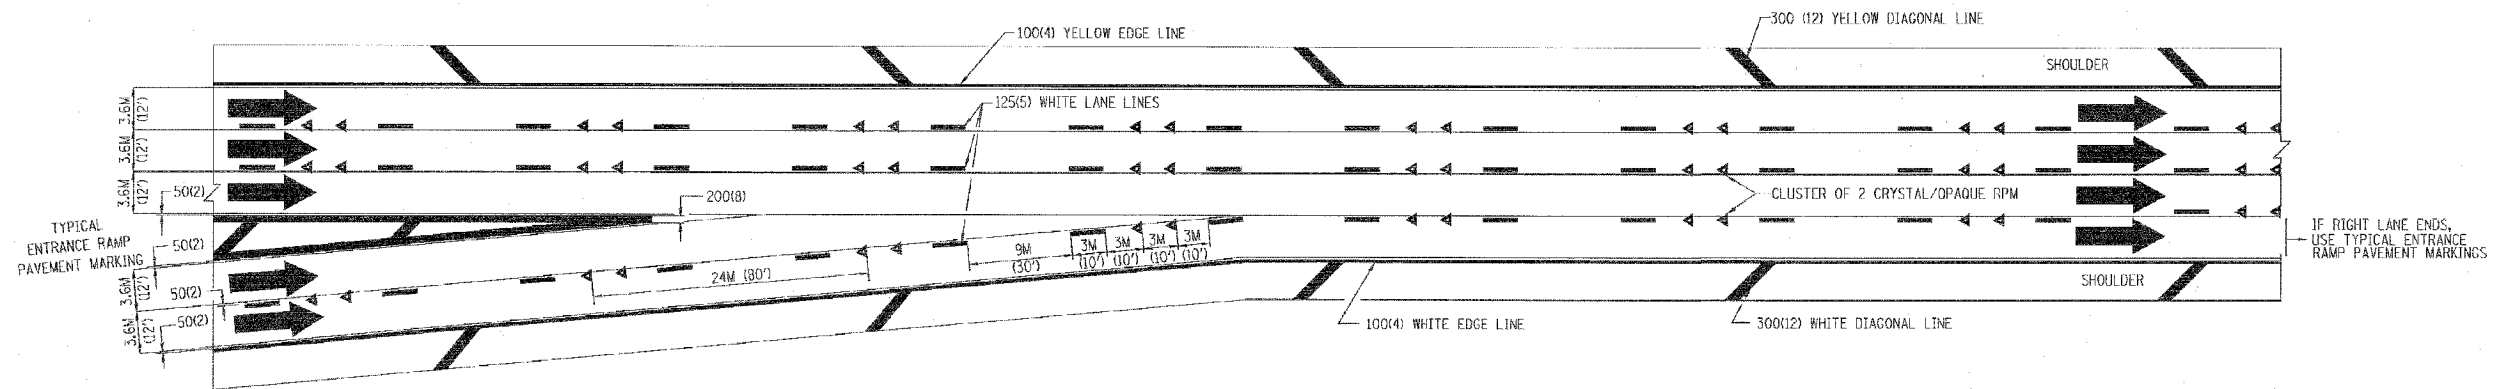 300 (12) YELLOW DIAGONAL LINE
100(4) YELLOW EDGE LINE
SHOULDER
125(5) WHITE LANE LINES
3.6M
(12')
3.6M
(12')
3.6M
(12')
50(2)
200(8)
CLUSTER OF 2 CRYSTAL/OPAQUE RPM
TYPICAL
ENTRANCE RAMP
PAVEMENT MARKING
50(2)
IF RIGHT LANE ENDS,
USE TYPICAL ENTRANCE
RAMP PAVEMENT MARKINGS
9M
(30')
3M
(10')
3M
(10')
3M
(10')
3M
(10')
24M (80')
3.6M
(12')
50(2)
3.6M
(12')
50(2)
SHOULDER
100(4) WHITE EDGE LINE
300(12) WHITE DIAGONAL LINE